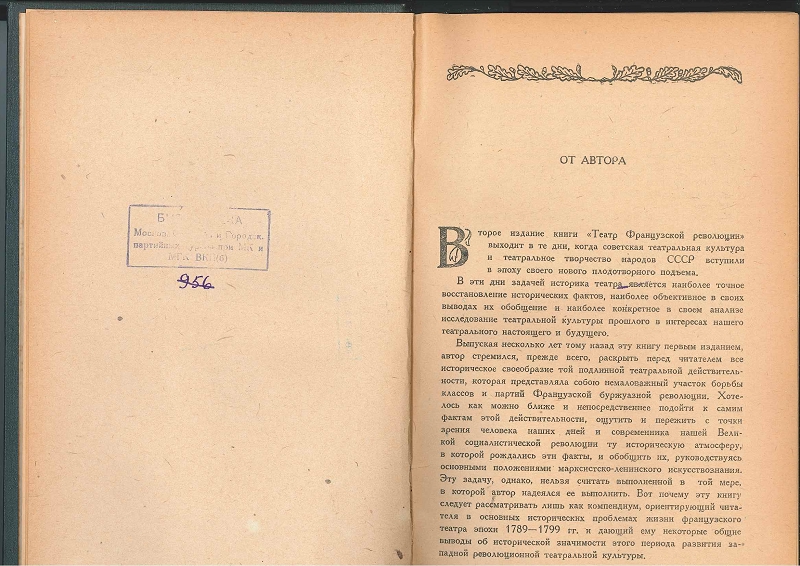 Москов и Городск.
партийных курсов при МК и
МГК ВКП(б)
956
ОТ АВТОРА
Второе издание книги «Театр Французской революции»
выходит в те дни, когда советская театральная культура
и театральное творчество народов СССР вступили
в эпоху своего нового плодотворного подъема.
В эти дни задачей историка театра является наиболее точное
восстановление исторических фактов, наиболее объективное в своих
выводах их обобщение и наиболее конкретное в своем анализе
исследование театральной культуры прошлого в интересах нашего
театрального настоящего и будущего.
Выпуская несколько лет тому назад эту книгу первым изданием,
автор стремился, прежде всего, раскрыть перед читателем все
историческое своеобразие той подлинной театральной действитель-
ности, которая представляла собою немаловажный участок борьбы
классов и партий Французской буржуазной революции. Хоте-
лось как можно ближе и непосредственнее подойти к самим
фактам этой действительности, ощутить и пережить с точки
зрения человека наших дней и современника нашей Вели-
кой социалистической революции ту историческую атмосферу,
в которой рождались эти факты, и обобщить их, руководствуясь
основными положениями марксистско-ленинского искусствознания.
Эту задачу, однако, нельзя считать выполненной в той мере,
в которой автор надеялся ее выполнить. Вот почему эту книгу
следует рассматривать лишь как компендиум, ориентирующий чита-
теля в основных исторических проблемах жизни французского
театра эпохи 1789—1799 гг. и дающий ему некоторые общие
выводы об исторической значимости этого периода развития за-
падной революционной театральной культуры.